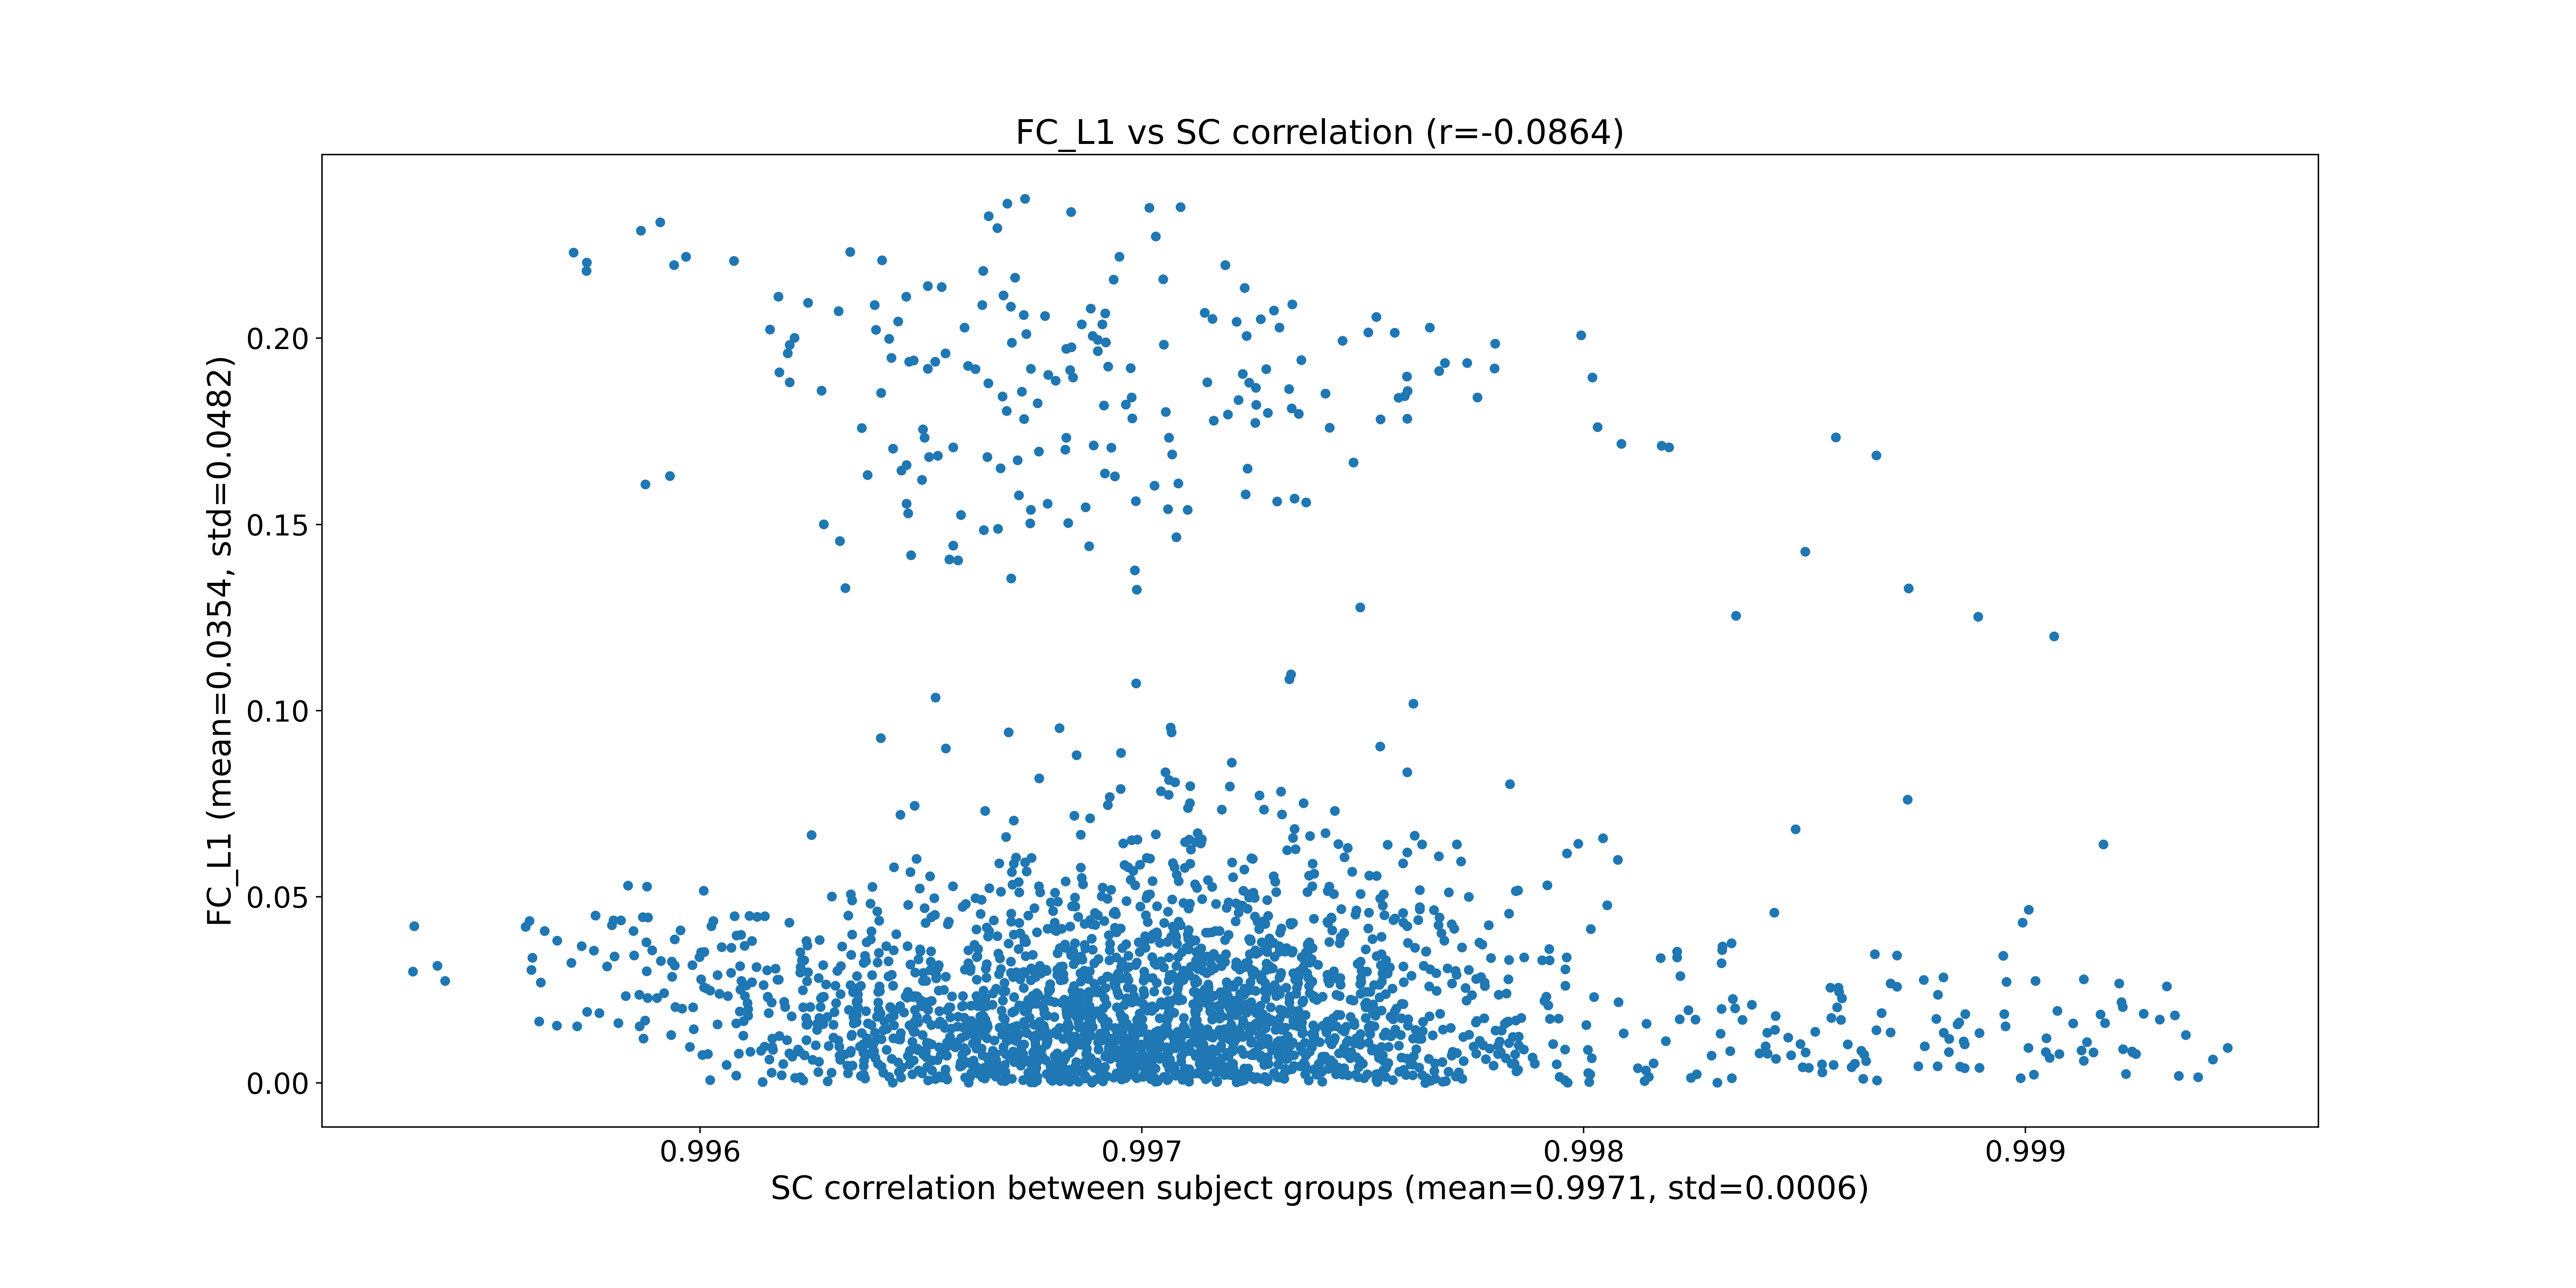 FC_L1 vs SC correlation (r=-0.0864)
FC_L1 (mean=0.0354, std=0.0482)
0.20
0.15
0.10
0.05
0.00
0.996 0.997 0.998 0.999
SC correlation between subject groups (mean=0.9971, std=0.0006)